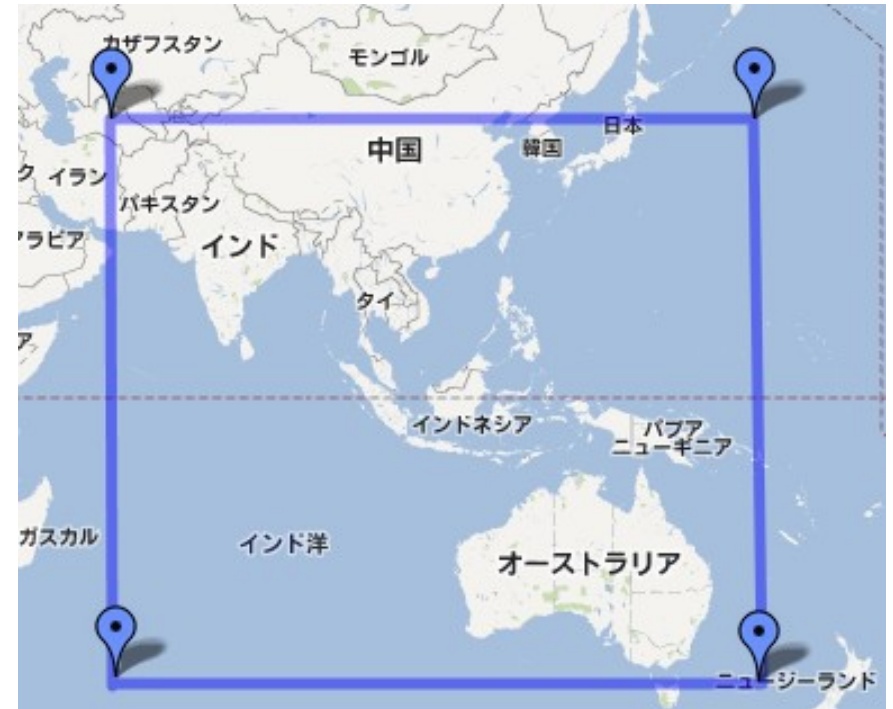 カザフスタン
モンゴル
日本
中国
韓国
ク
イラン
パキスタン
アラビア
インド
タイ
ア
インドネシア
パプア
ニューギニア
ガスカル
インド洋
オーストラリア
ニュージーランド